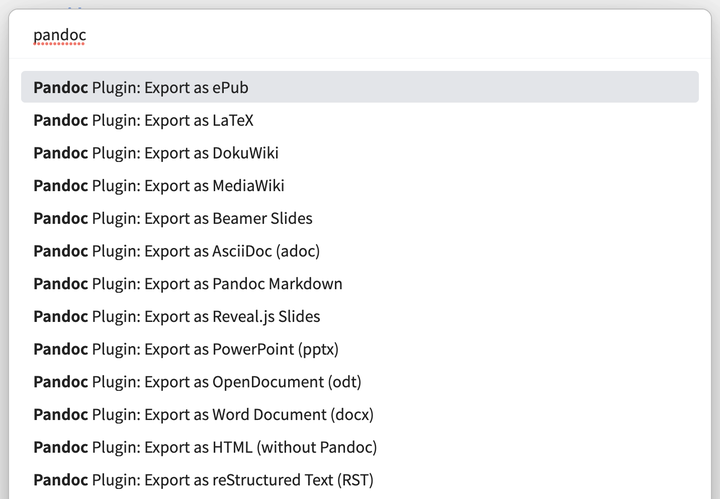 pandoc
Pandoc Plugin: Export as ePub
Pandoc Plugin: Export as LaTeX
Pandoc Plugin: Export as DokuWiki
Pandoc Plugin: Export as MediaWiki
Pandoc Plugin: Export as Beamer Slides
Pandoc Plugin: Export as AsciiDoc (adoc)
Pandoc Plugin: Export as Pandoc Markdown
Pandoc Plugin: Export as Reveal.js Slides
Pandoc Plugin: Export as PowerPoint (pptx)
Pandoc Plugin: Export as OpenDocument (odt)
Pandoc Plugin: Export as Word Document (docx)
Pandoc Plugin: Export as HTML (without Pandoc)
Pandoc Plugin: Export as reStructured Text (RST)